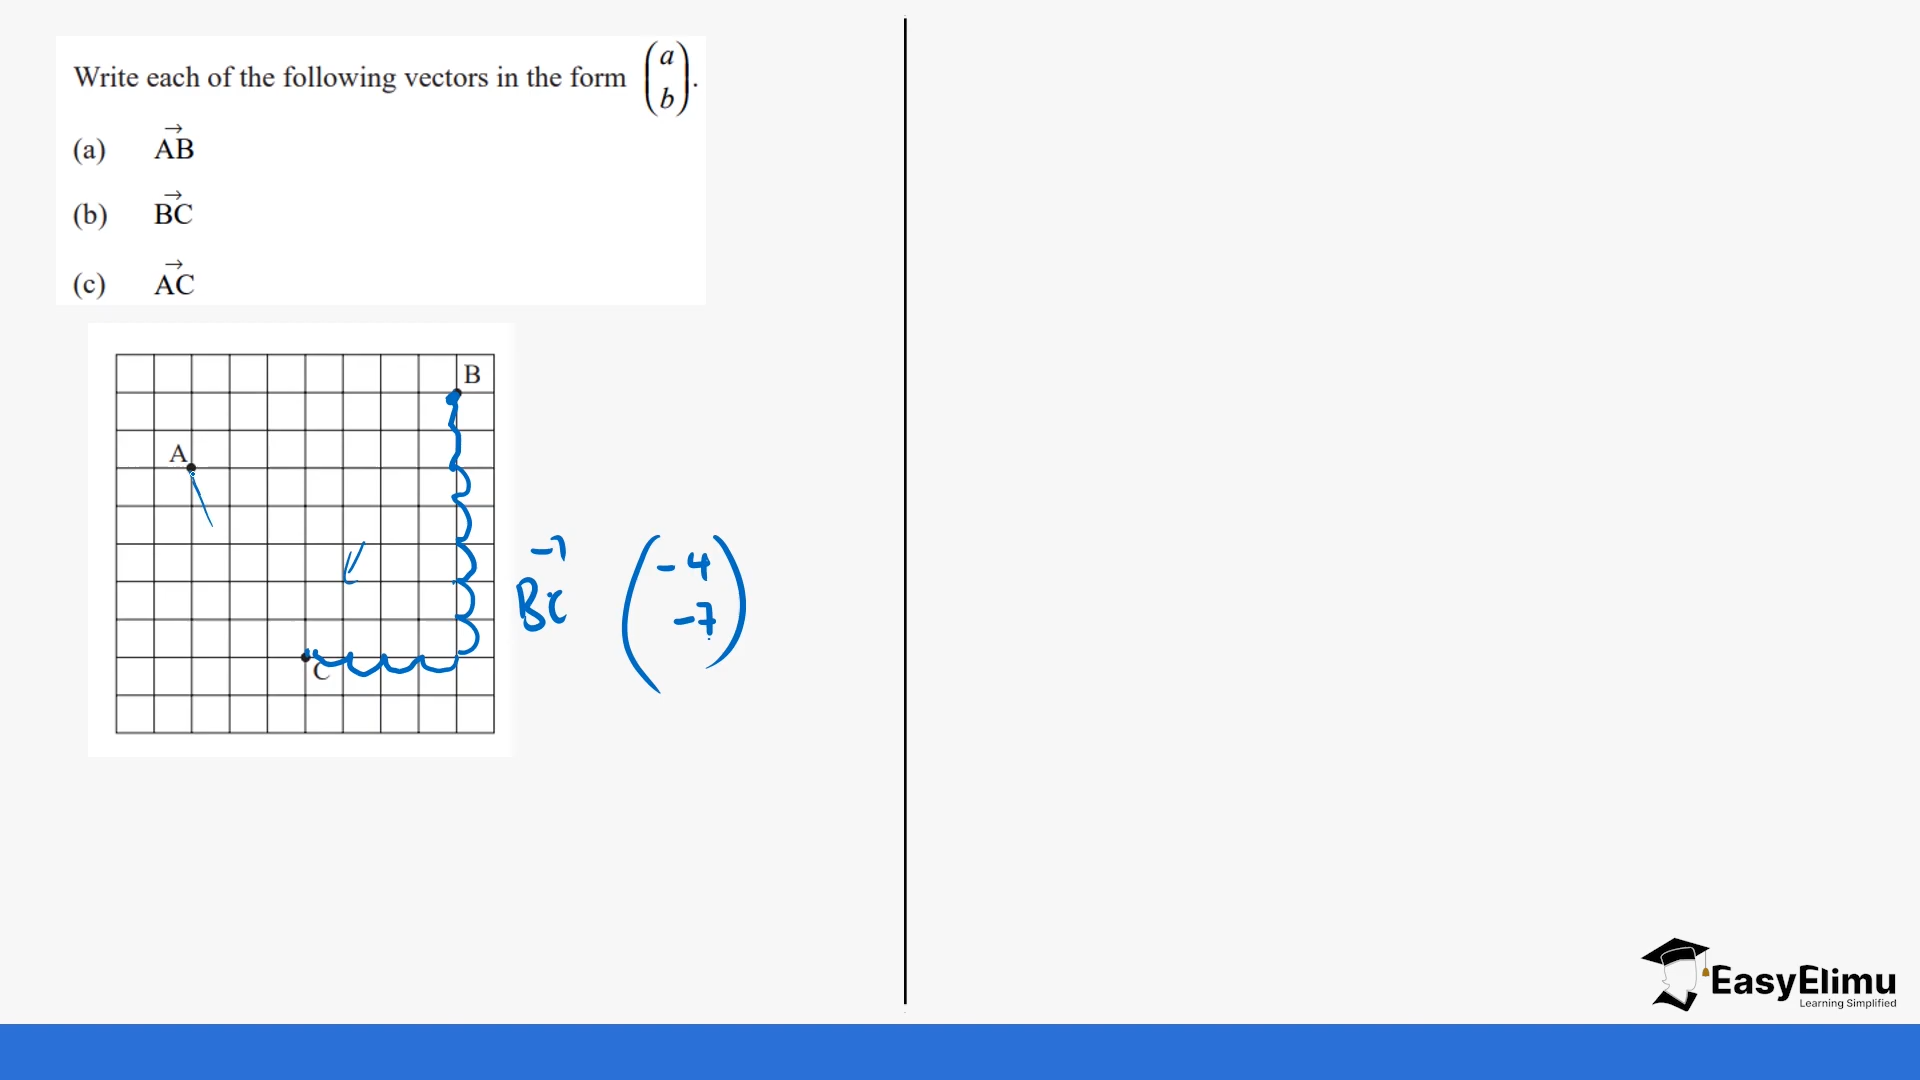 Write each of the following vectors in the form (a b).
(a) AB
(b) BC
(c) AC
B
A
C
BC (-4 -7)
EasyElimu
Learning Simplified